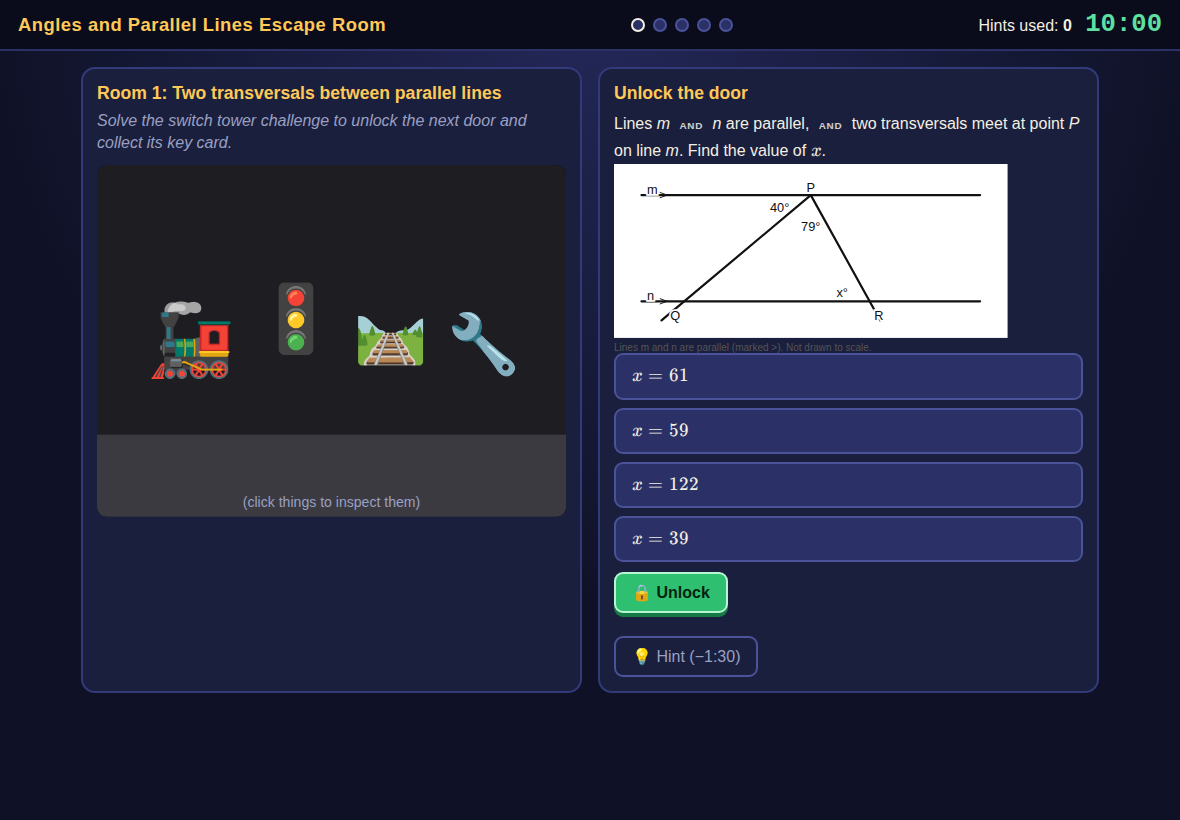 Angles and Parallel Lines Escape Room
Hints used: 0 10:00
Room 1: Two transversals between parallel lines
Solve the switch tower challenge to unlock the next door and
collect its key card.
(click things to inspect them)
Unlock the door
Lines m AND n are parallel, AND two transversals meet at point P
on line m. Find the value of x.
m
P
40°
79°
n
x°
Q
R
Lines m and n are parallel (marked >). Not drawn to scale.
x = 61
x = 59
x = 122
x = 39
🔒 Unlock
💡 Hint (−1:30)